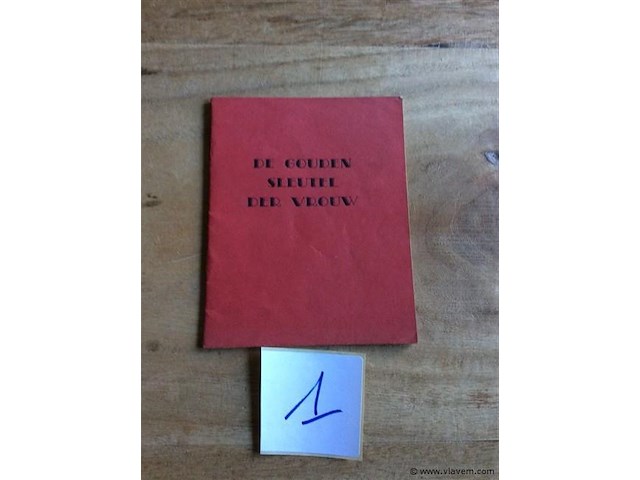 DE GOUDEN
SLEUTEL
DER VROUW
1
© www.vlavem.com